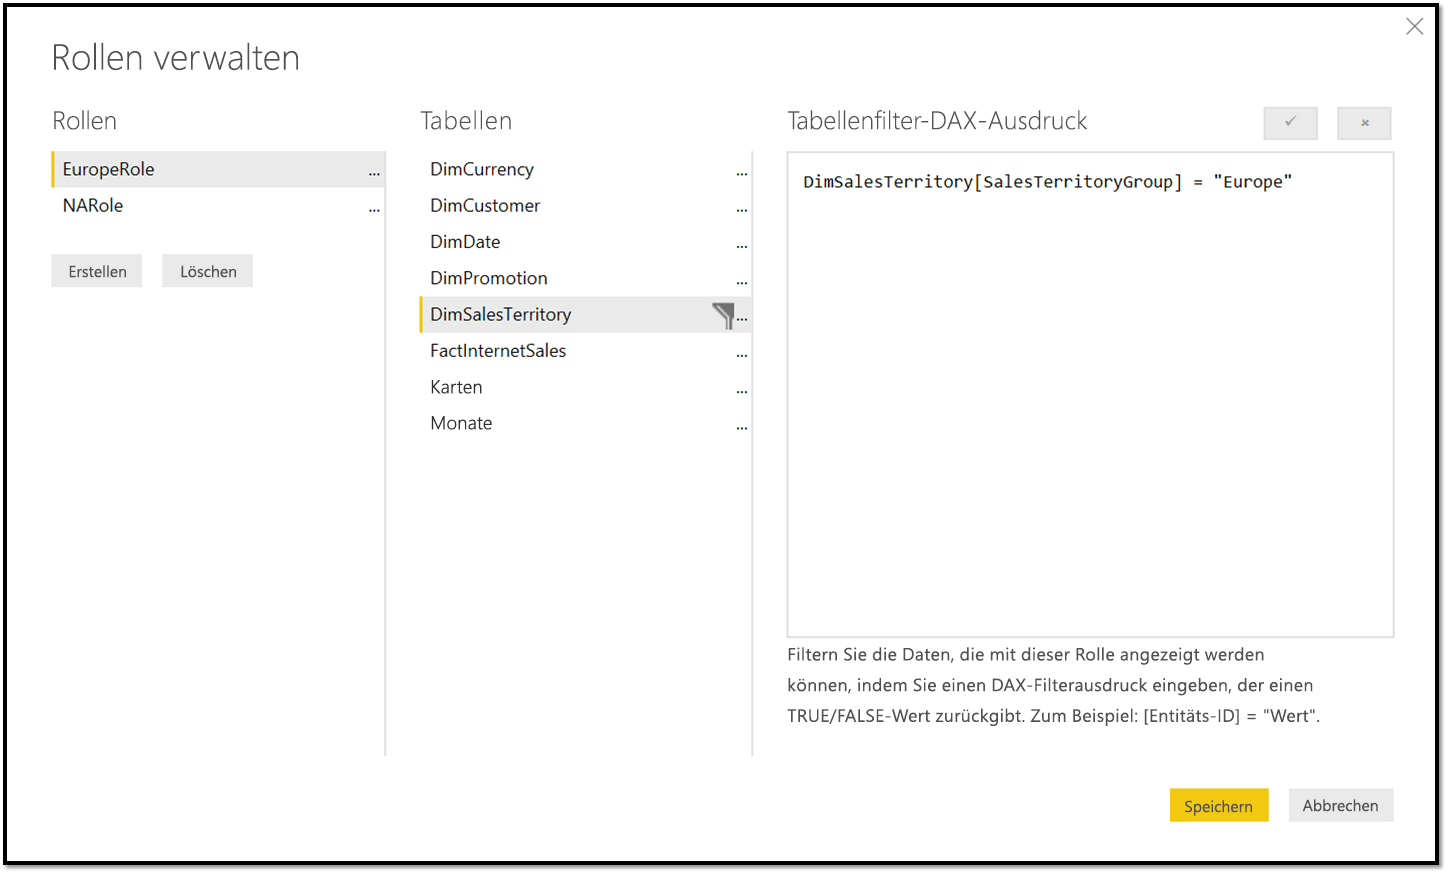 Rollen verwalten
Rollen
EuropeRole ...
NARole ...
Erstellen Löschen
Tabellen
DimCurrency ...
DimCustomer ...
DimDate ...
DimPromotion ...
DimSalesTerritory ...
FactInternetSales ...
Karten ...
Monate ...
Tabellenfilter-DAX-Ausdruck
DimSalesTerritory[SalesTerritoryGroup] = "Europe"
Filtern Sie die Daten, die mit dieser Rolle angezeigt werden
können, indem Sie einen DAX-Filterausdruck eingeben, der einen
TRUE/FALSE-Wert zurückgibt. Zum Beispiel: [Entitäts-ID] = "Wert".
Speichern Abbrechen